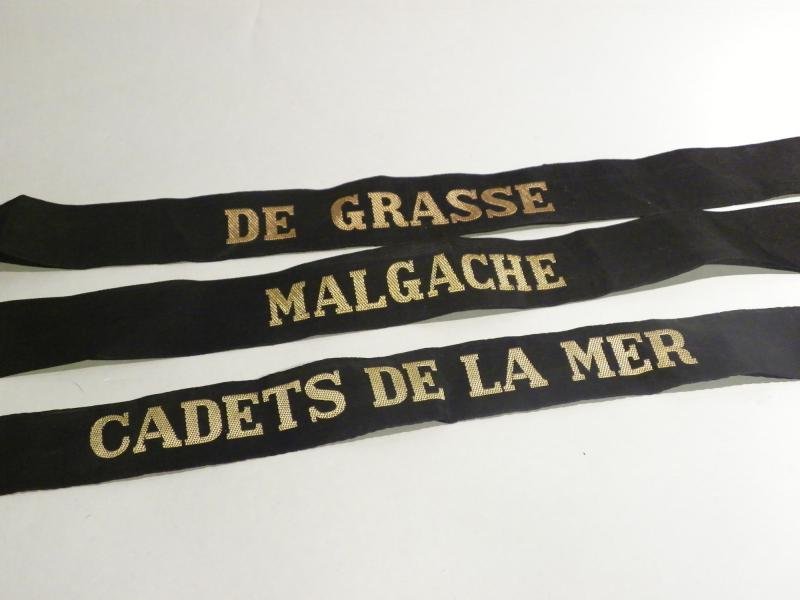 DE GRASSE
MALGACHE
CADETS DE LA MER